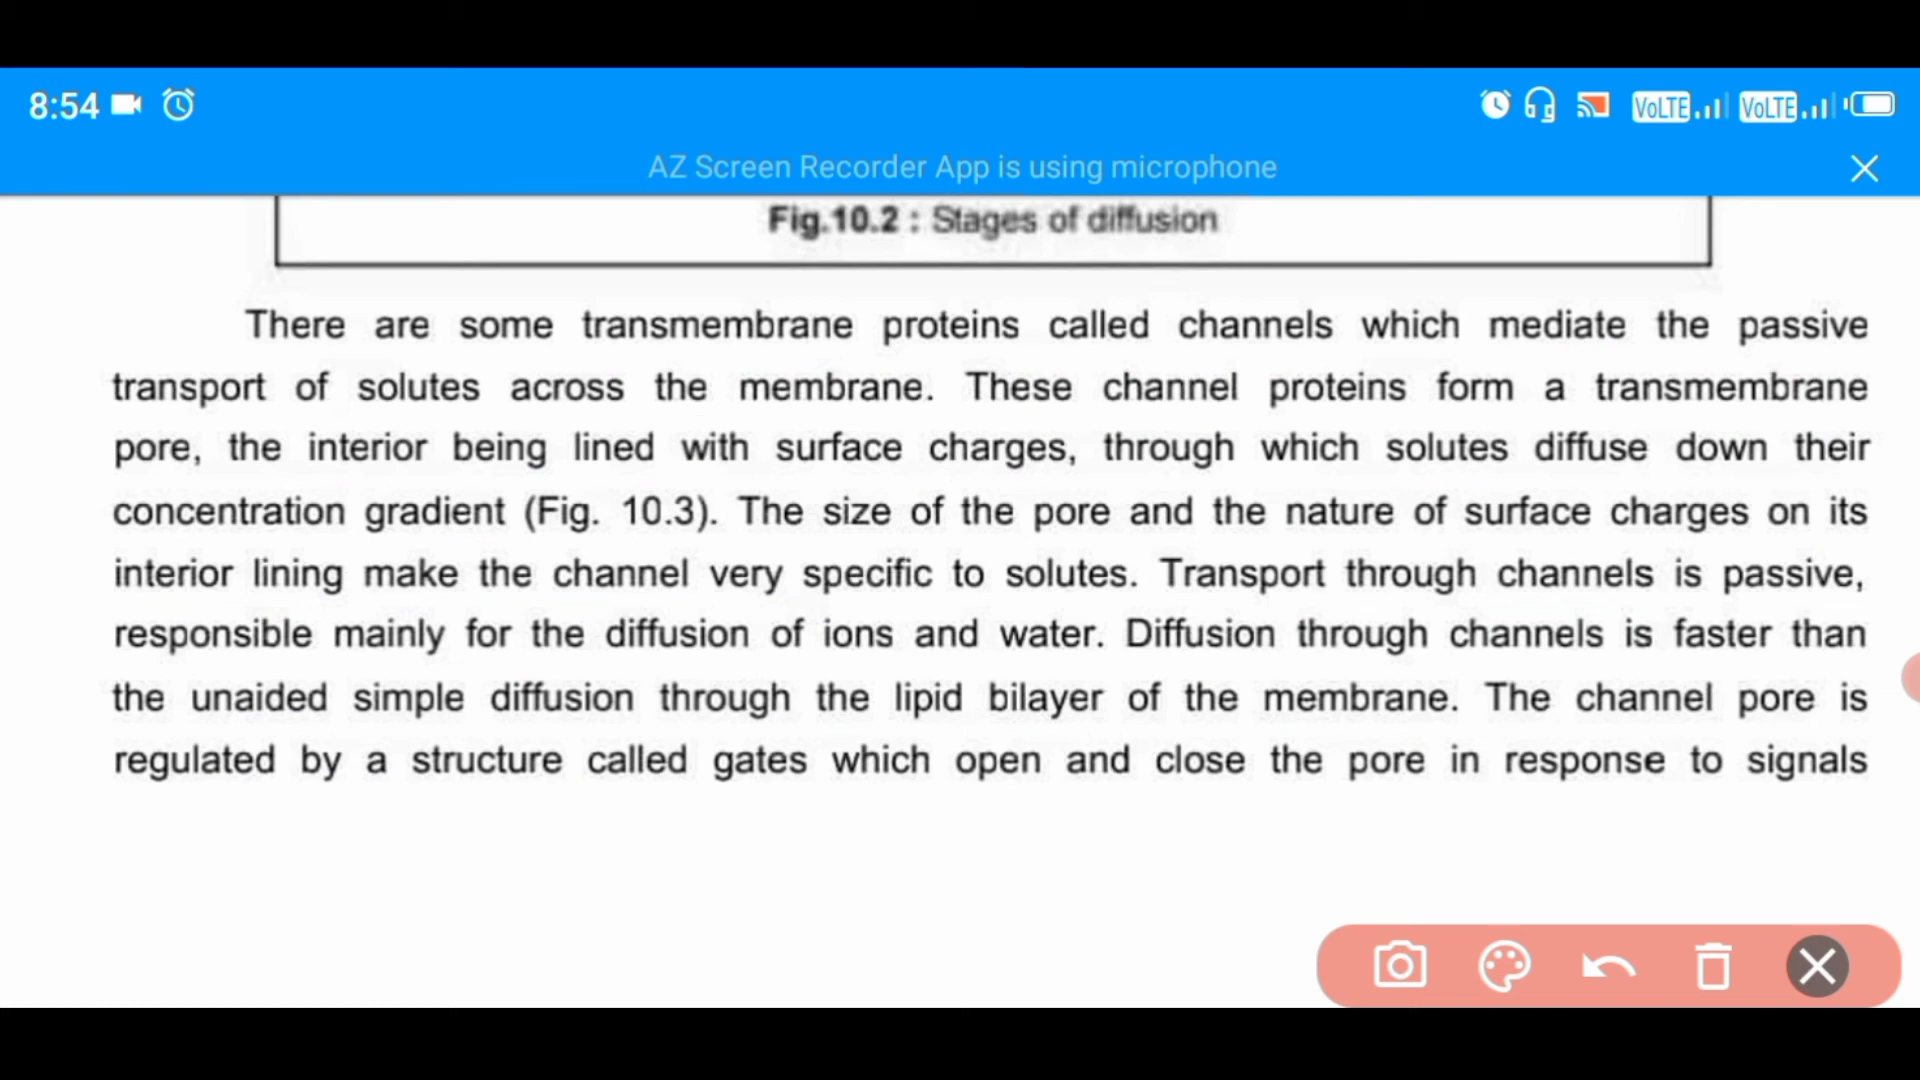 8:54
VoLTE VoLTE
AZ Screen Recorder App is using microphone
Fig.10.2 : Stages of diffusion
There are some transmembrane proteins called channels which mediate the passive
transport of solutes across the membrane. These channel proteins form a transmembrane
pore, the interior being lined with surface charges, through which solutes diffuse down their
concentration gradient (Fig. 10.3). The size of the pore and the nature of surface charges on its
interior lining make the channel very specific to solutes. Transport through channels is passive,
responsible mainly for the diffusion of ions and water. Diffusion through channels is faster than
the unaided simple diffusion through the lipid bilayer of the membrane. The channel pore is
regulated by a structure called gates which open and close the pore in response to signals